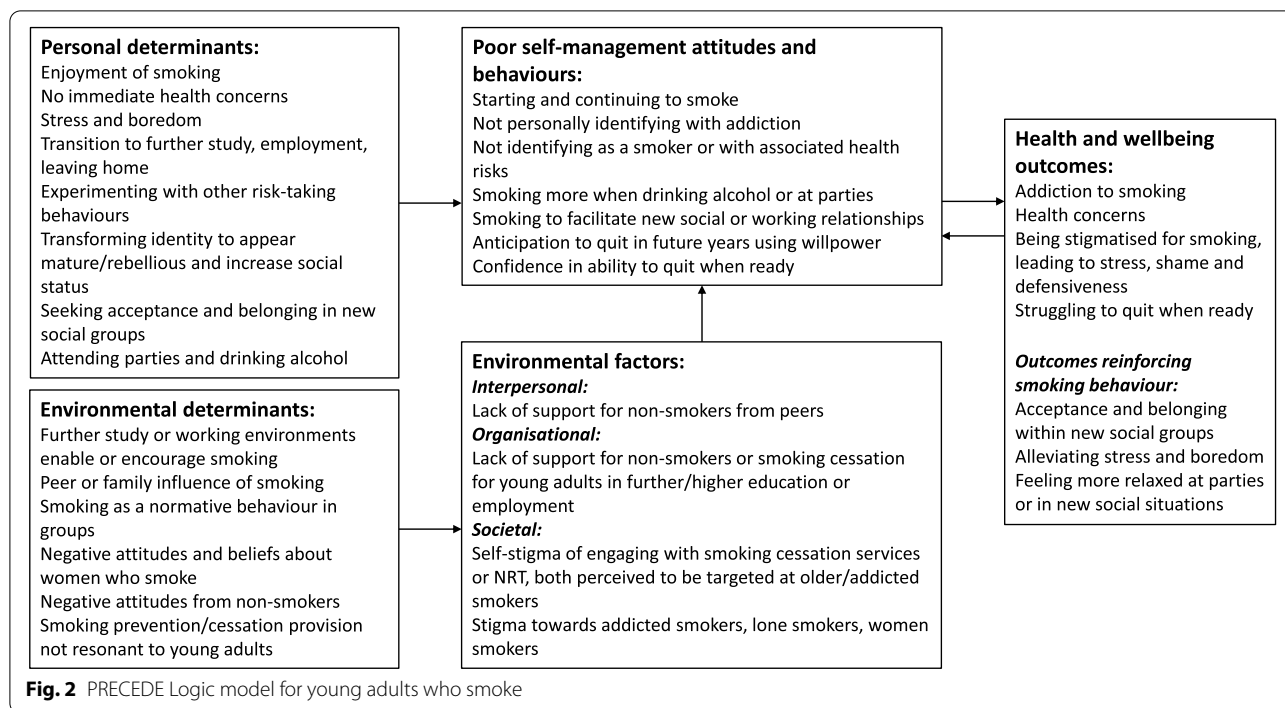 Personal determinants:
Enjoyment of smoking
No immediate health concerns
Stress and boredom
Transition to further study, employment,
leaving home
Experimenting with other risk-taking
behaviours
Transforming identity to appear
mature/rebellious and increase social
status
Seeking acceptance and belonging in new
social groups
Attending parties and drinking alcohol
Environmental determinants:
Further study or working environments
enable or encourage smoking
Peer or family influence of smoking
Smoking as a normative behaviour in
groups
Negative attitudes and beliefs about
women who smoke
Negative attitudes from non-smokers
Smoking prevention/cessation provision
not resonant to young adults
Poor self-management attitudes and
behaviours:
Starting and continuing to smoke
Not personally identifying with addiction
Not identifying as a smoker or with associated health
risks
Smoking more when drinking alcohol or at parties
Smoking to facilitate new social or working relationships
Anticipation to quit in future years using willpower
Confidence in ability to quit when ready
Environmental factors:
Interpersonal:
Lack of support for non-smokers from peers
Organisational:
Lack of support for non-smokers or smoking cessation
for young adults in further/higher education or
employment
Societal:
Self-stigma of engaging with smoking cessation services
or NRT, both perceived to be targeted at older/addicted
smokers
Stigma towards addicted smokers, lone smokers, women
smokers
Health and wellbeing
outcomes:
Addiction to smoking
Health concerns
Being stigmatised for smoking,
leading to stress, shame and
defensiveness
Struggling to quit when ready
Outcomes reinforcing
smoking behaviour:
Acceptance and belonging
within new social groups
Alleviating stress and boredom
Feeling more relaxed at parties
or in new social situations
Fig. 2 PRECEDE Logic model for young adults who smoke